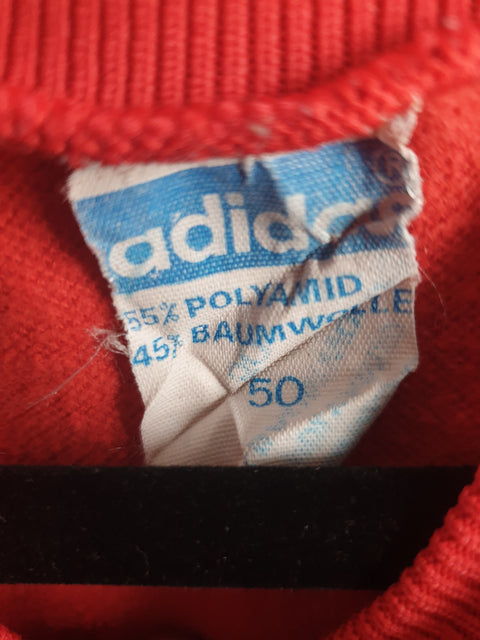 adidas ®
55% POLYAMID
45% BAUMWOLLE
50